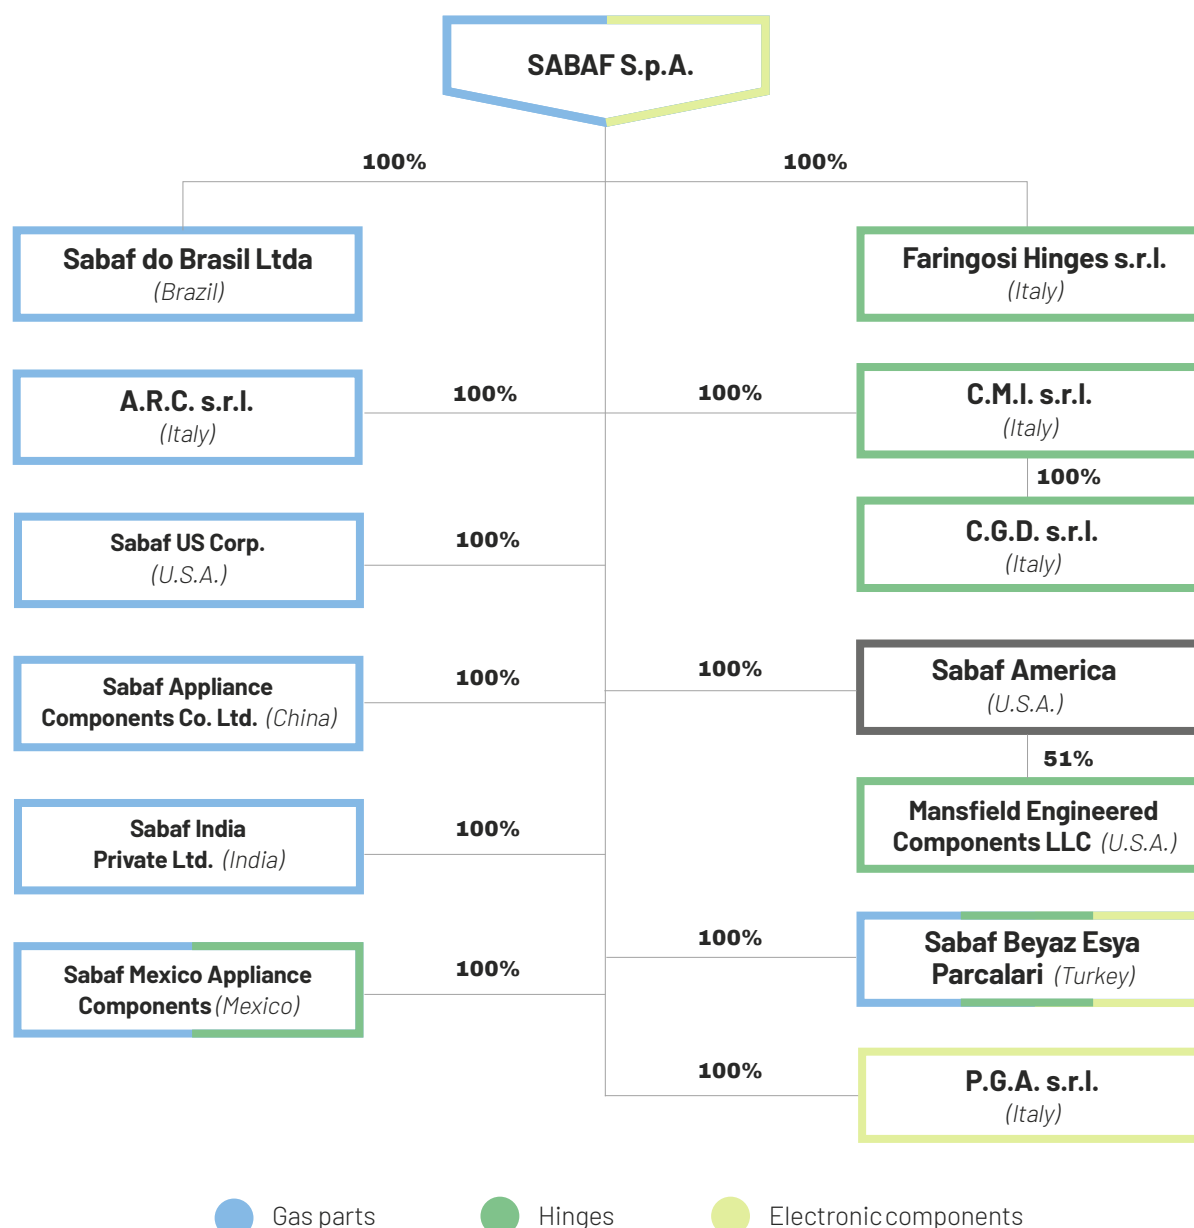 SABAF S.p.A.
100%
100%
Sabaf do Brasil Ltda
(Brazil)
Faringosi Hinges s.r.l.
(Italy)
A.R.C. s.r.l.
(Italy)
100%
100%
C.M.I. s.r.l.
(Italy)
100%
Sabaf US Corp.
(U.S.A.)
100%
C.G.D. s.r.l.
(Italy)
Sabaf Appliance
Components Co. Ltd. (China)
100%
100%
Sabaf America
(U.S.A.)
51%
Sabaf India
Private Ltd. (India)
100%
Mansfield Engineered
Components LLC (U.S.A.)
Sabaf Mexico Appliance
Components (Mexico)
100%
100%
Sabaf Beyaz Esya
Parcalari (Turkey)
100%
P.G.A. s.r.l.
(Italy)
Gas parts
Hinges
Electronic components